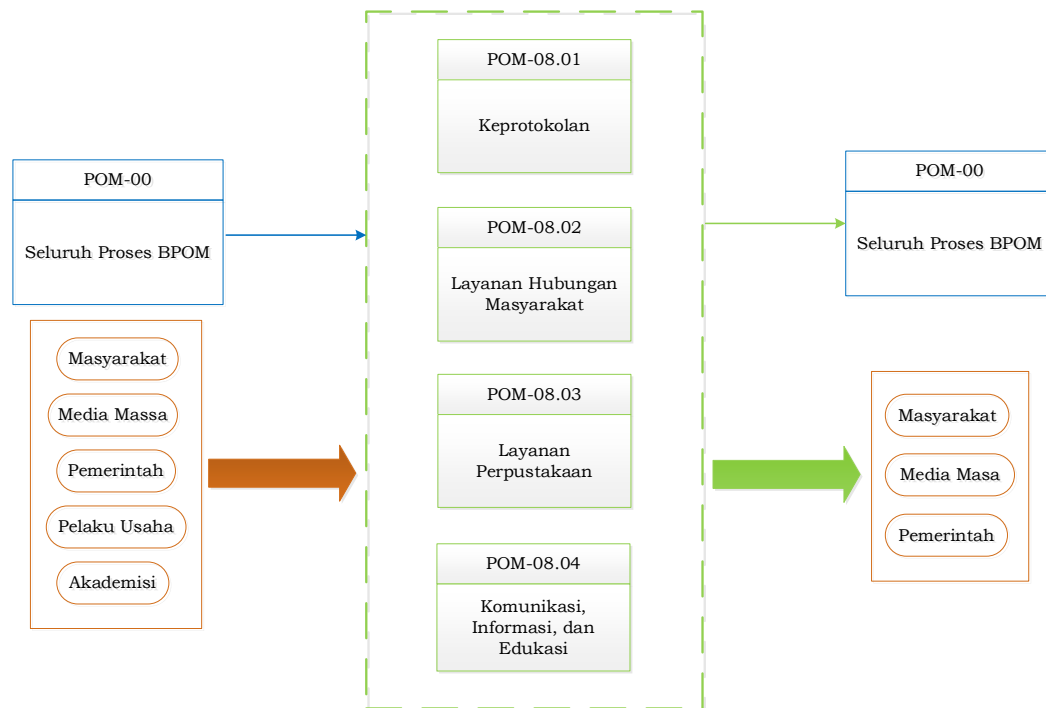 POM-00
Seluruh Proses BPOM
Masyarakat
Media Massa
Pemerintah
Pelaku Usaha
Akademisi
POM-08.01
Keprotokolan
POM-08.02
Layanan Hubungan
Masyarakat
POM-08.03
Layanan
Perpustakaan
POM-08.04
Komunikasi,
Informasi, dan
Edukasi
POM-00
Seluruh Proses BPOM
Masyarakat
Media Masa
Pemerintah